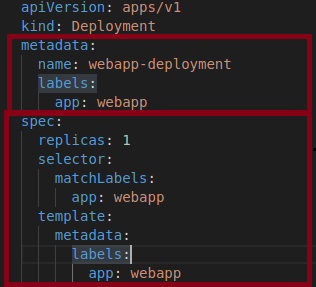 apiVersion: apps/v1
kind: Deployment
metadata:
  name: webapp-deployment
  labels:
    app: webapp
spec:
  replicas: 1
  selector:
    matchLabels:
      app: webapp
  template:
    metadata:
      labels:
        app: webapp